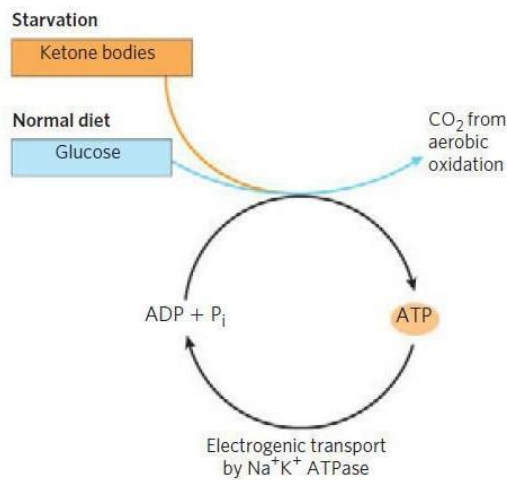 Starvation
Ketone bodies
Normal diet
Glucose
CO₂ from
aerobic
oxidation
ADP + Pᵢ
ATP
Electrogenic transport
by Na⁺K⁺ ATPase